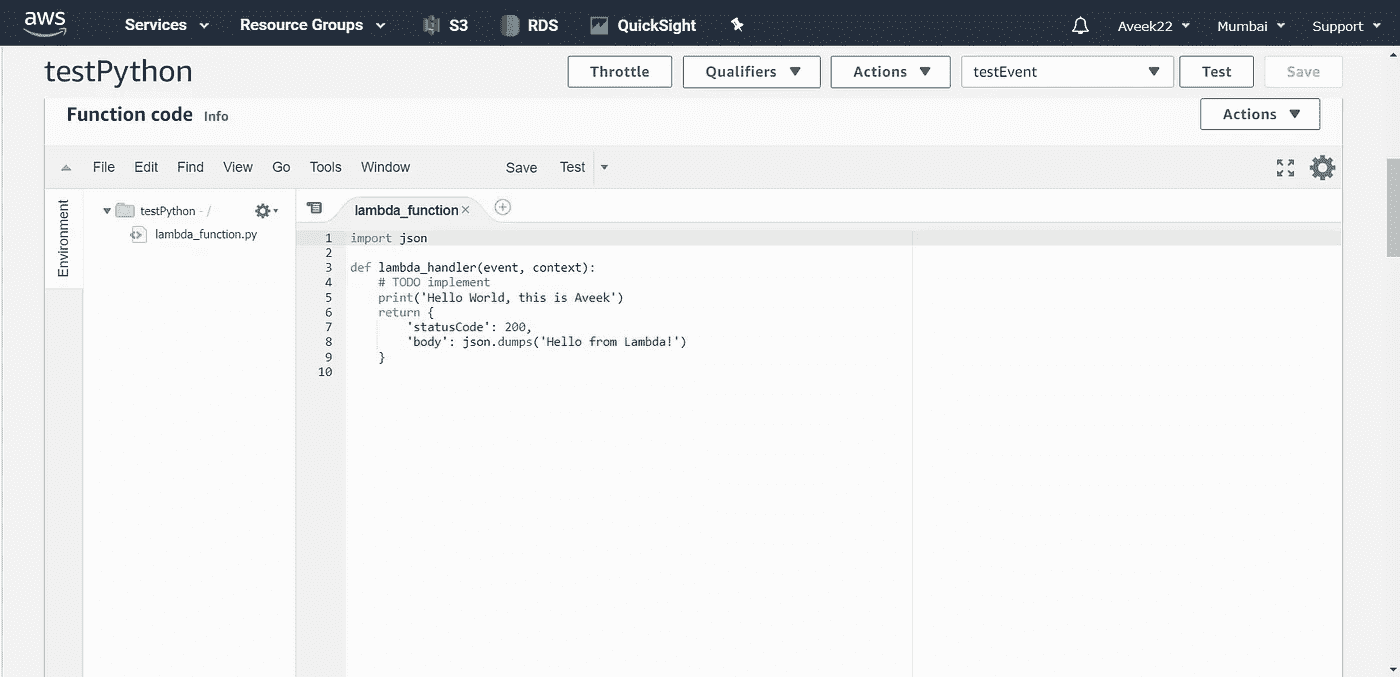 aws Services Resource Groups S3 RDS QuickSight Aveek22 Mumbai Support
testPython Throttle Qualifiers Actions testEvent Test Save
Function code Info Actions
File Edit Find View Go Tools Window Save Test
Environment
testPython - /
lambda_function.py
lambda_function ×
1 import json
2
3 def lambda_handler(event, context):
4     # TODO implement
5     print('Hello World, this is Aveek')
6     return {
7         'statusCode': 200,
8         'body': json.dumps('Hello from Lambda!')
9     }
10